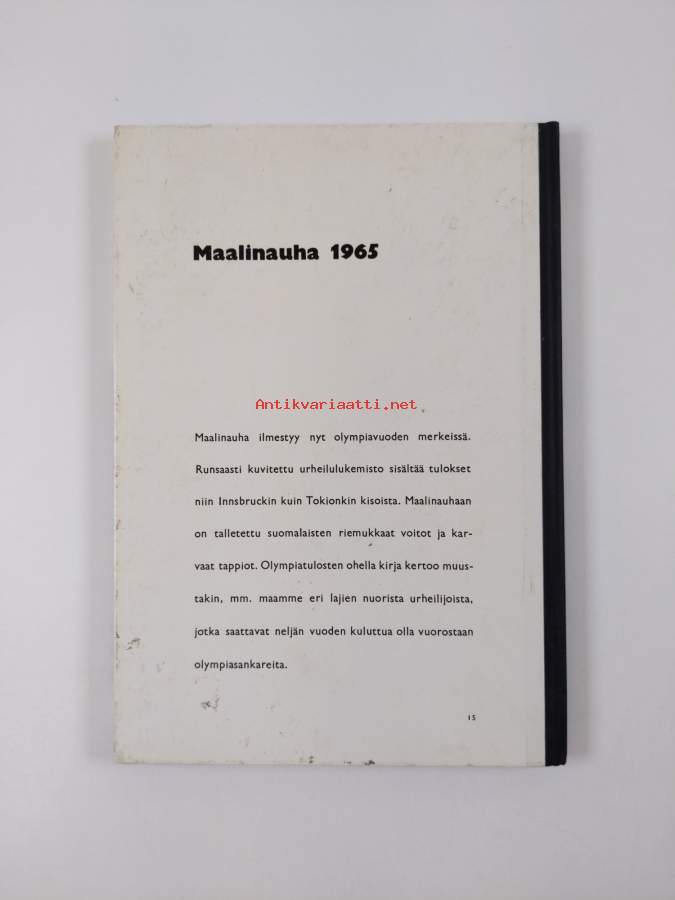 Maalinauha 1965
Antikvariaatti.net
Maalinauha ilmestyy nyt olympiavuoden merkeissä.
Runsaasti kuvitettu urheilulukemisto sisältää tulokset
niin Innsbruckin kuin Tokionkin kisoista. Maalinauhaan
on talletettu suomalaisten riemukkaat voitot ja kar-
vaat tappiot. Olympiatulosten ohella kirja kertoo muus-
takin, mm. maamme eri lajien nuorista urheilijoista,
jotka saattavat neljän vuoden kuluttua olla vuorostaan
olympiasankareita.
15